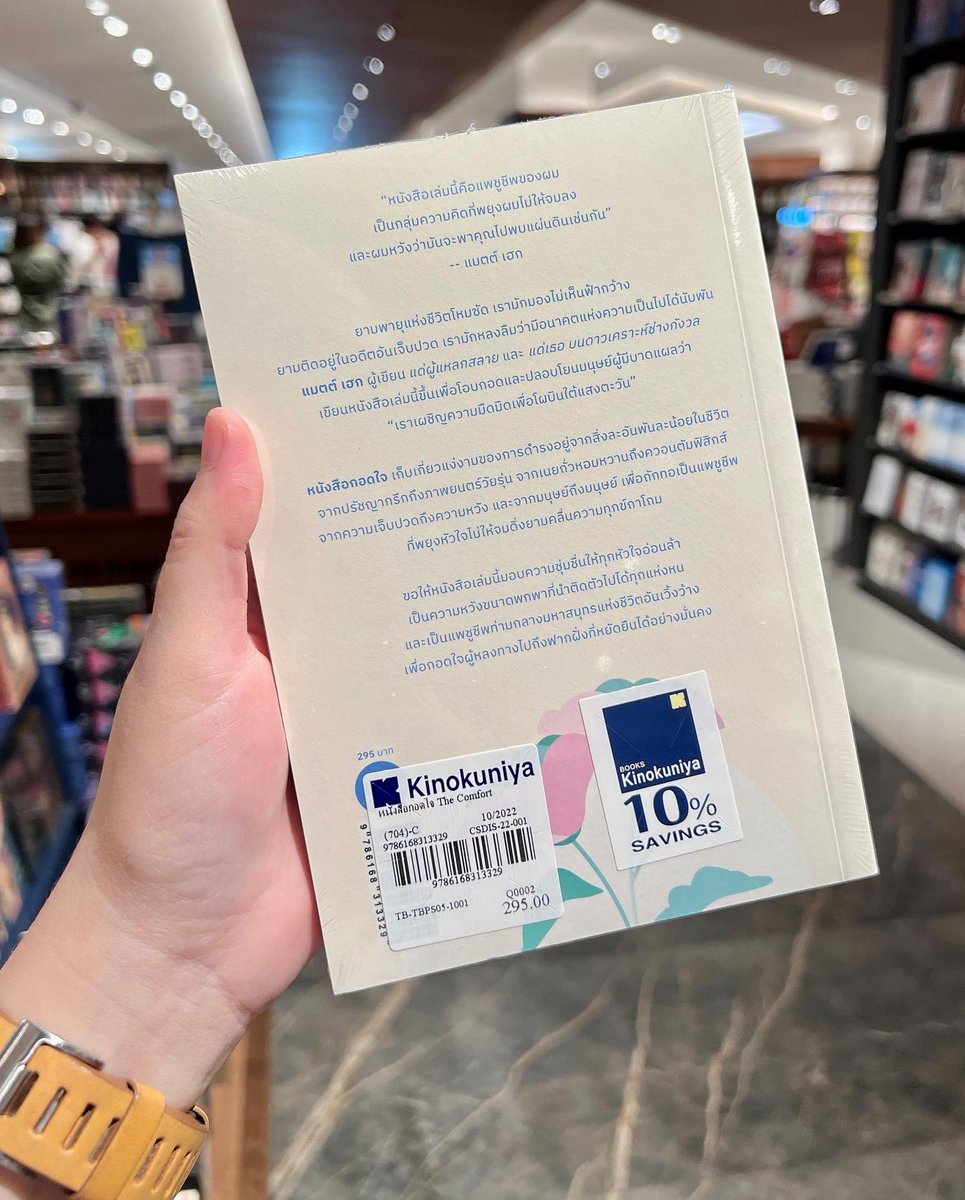 “หนังสือเล่มนี้คือแพชูชีพของผม
เป็นกลุ่มความคิดที่พยุงผมไม่ให้จมลง
และผมหวังว่ามันจะพาคุณไปพบแผ่นดินเช่นกัน”
-- แมตต์ เฮก
ยามพายุแห่งชีวิตโหมซัด เรามักมองไม่เห็นฟ้ากว้าง
ยามติดอยู่ในอดีตอันเจ็บปวด เรามักหลงลืมว่ามีอนาคตแห่งความเป็นไปได้นับพัน
แมตต์ เฮก ผู้เขียน แด่ผู้แหลกสลาย และ แด่เธอ บนดาวเคราะห์ช่างกังวล
เขียนหนังสือเล่มนี้ขึ้นเพื่อโอบกอดและปลอบโยนมนุษย์ผู้มีบาดแผลว่า
“เราเผชิญความมืดมิดเพื่อโผบินใต้แสงตะวัน”
หนังสือกอดใจ เก็บเกี่ยวแง่งามของการดำรงอยู่จากสิ่งละอันพันละน้อยในชีวิต
จากปรัชญากรีกถึงภาพยนตร์วัยรุ่น จากเนยถั่วหอมหวานถึงควอนตัมฟิสิกส์
จากความเจ็บปวดถึงความหวัง และจากมนุษย์ถึงมนุษย์ เพื่อถักทอเป็นแพชูชีพ
ที่พยุงหัวใจไม่ให้จมดิ่งยามคลื่นความทุกข์ถาโถม
ขอให้หนังสือเล่มนี้มอบความชุ่มชื่นให้ทุกหัวใจอ่อนล้า
เป็นความหวังขนาดพกพาที่นำติดตัวไปได้ทุกแห่งหน
และเป็นแพชูชีพท่ามกลางมหาสมุทรแห่งชีวิตอันเวิ้งว้าง
เพื่อกอดใจผู้หลงทางไปถึงฟากฝั่งที่หยัดยืนได้อย่างมั่นคง
295 บาท
Kinokuniya
หนังสือกอดใจ The Comfort
(704)-C 10/2022
9786168313329 CSDIS-22-001
9786168313329
TB-TBPS05-1001 Q0002
295.00
9 786168 313329
BOOKS
Kinokuniya
10%
SAVINGS